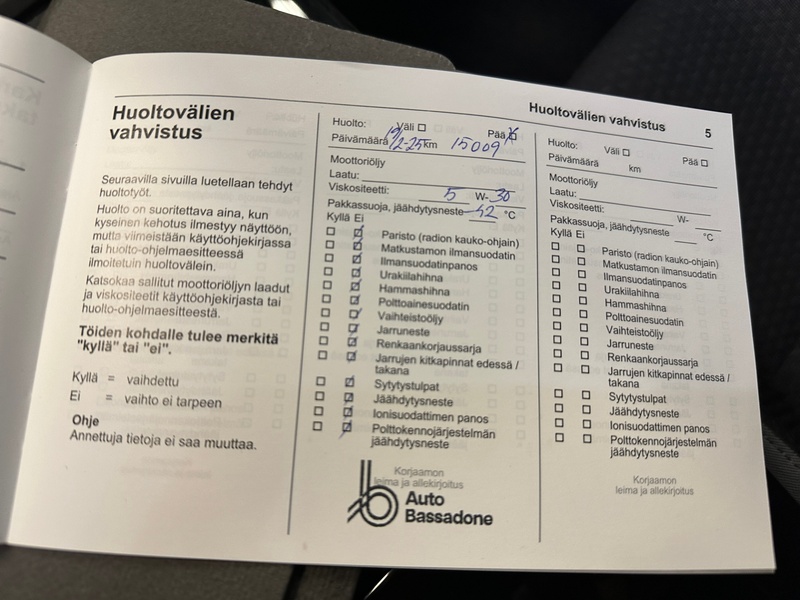 Huoltovälien
vahvistus
Seuraavilla sivuilla luetellaan tehdyt
huoltotyöt.
Huolto on suoritettava aina, kun
kyseinen kehotus ilmestyy näyttöön,
mutta viimeistään käyttöohjekirjassa
tai huolto-ohjelmaesitteessä
ilmoitetuin huoltovälein.
Katsokaa sallitut moottoriöljyn laadut
ja viskositeetit käyttöohjekirjasta tai
huolto-ohjelmaesitteestä.
Töiden kohdalle tulee merkitä
"kyllä" tai "ei".
Kyllä = vaihdettu
Ei = vaihto ei tarpeen
Ohje
Annettuja tietoja ei saa muuttaa.
Huoltovälien vahvistus 5
Huolto: Väli ☐ Pää ☒
Päivämäärä 19/2-25 km 15009
Moottoriöljy
Laatu:
Viskositeetti: 5 W- 30
Pakkassuoja, jäähdytysneste -42 °C
Kyllä Ei
☐ ☑ Paristo (radion kauko-ohjain)
☐ ☑ Matkustamon ilmansuodatin
☐ ☑ Ilmansuodatinpanos
☐ ☑ Urakiilahihna
☐ ☑ Hammashihna
☐ ☑ Polttoainesuodatin
☐ ☑ Vaihteistoöljy
☐ ☑ Jarruneste
☐ ☑ Renkaankorjaussarja
☐ ☑ Jarrujen kitkapinnat edessä /
takana
☐ ☑ Sytytystulpat
☐ ☑ Jäähdytysneste
☐ ☑ Ionisuodattimen panos
☐ ☑ Polttokennojärjestelmän
jäähdytysneste
Korjaamon
leima ja allekirjoitus
Auto
Bassadone
Huolto: Väli ☐ Pää ☐
Päivämäärä km
Moottoriöljy
Laatu:
Viskositeetti: W-
Pakkassuoja, jäähdytysneste °C
Kyllä Ei
☐ ☐ Paristo (radion kauko-ohjain)
☐ ☐ Matkustamon ilmansuodatin
☐ ☐ Ilmansuodatinpanos
☐ ☐ Urakiilahihna
☐ ☐ Hammashihna
☐ ☐ Polttoainesuodatin
☐ ☐ Vaihteistoöljy
☐ ☐ Jarruneste
☐ ☐ Renkaankorjaussarja
☐ ☐ Jarrujen kitkapinnat edessä /
takana
☐ ☐ Sytytystulpat
☐ ☐ Jäähdytysneste
☐ ☐ Ionisuodattimen panos
☐ ☐ Polttokennojärjestelmän
jäähdytysneste
Korjaamon
leima ja allekirjoitus